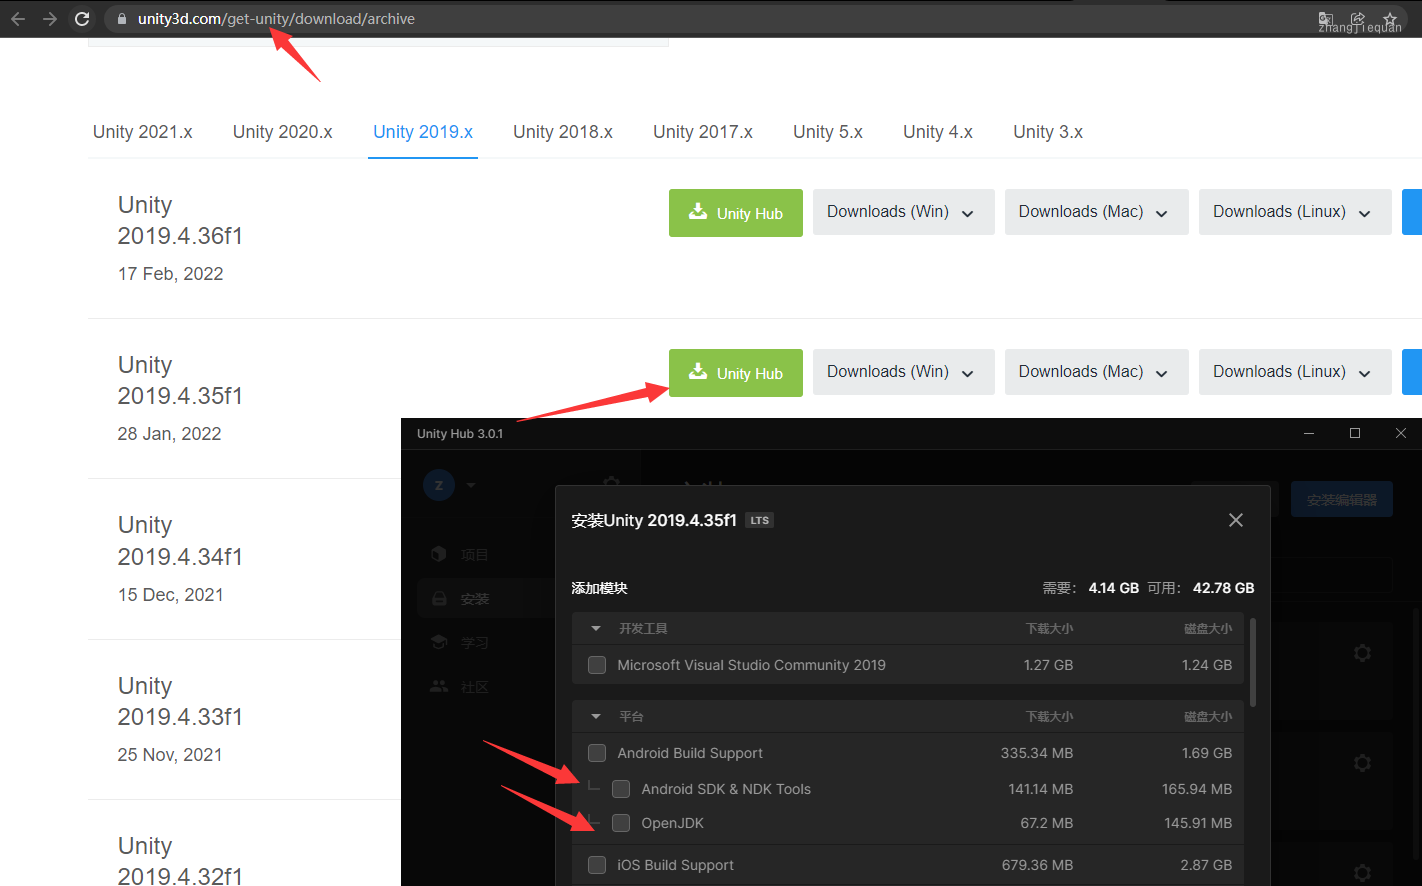 unity3d.com/get-unity/download/archive
zhangjiequan
Unity 2021.x Unity 2020.x Unity 2019.x Unity 2018.x Unity 2017.x Unity 5.x Unity 4.x Unity 3.x
Unity
2019.4.36f1
17 Feb, 2022
Unity Hub Downloads (Win) Downloads (Mac) Downloads (Linux)
Unity
2019.4.35f1
28 Jan, 2022
Unity Hub Downloads (Win) Downloads (Mac) Downloads (Linux)
Unity
2019.4.34f1
15 Dec, 2021
Unity
2019.4.33f1
25 Nov, 2021
Unity
2019.4.32f1
Unity Hub 3.0.1
Z
安装编辑器
项目
安装
学习
社区
安装Unity 2019.4.35f1 LTS
添加模块 需要： 4.14 GB 可用： 42.78 GB
开发工具 下载大小 磁盘大小
Microsoft Visual Studio Community 2019 1.27 GB 1.24 GB
平台 下载大小 磁盘大小
Android Build Support 335.34 MB 1.69 GB
Android SDK & NDK Tools 141.14 MB 165.94 MB
OpenJDK 67.2 MB 145.91 MB
iOS Build Support 679.36 MB 2.87 GB